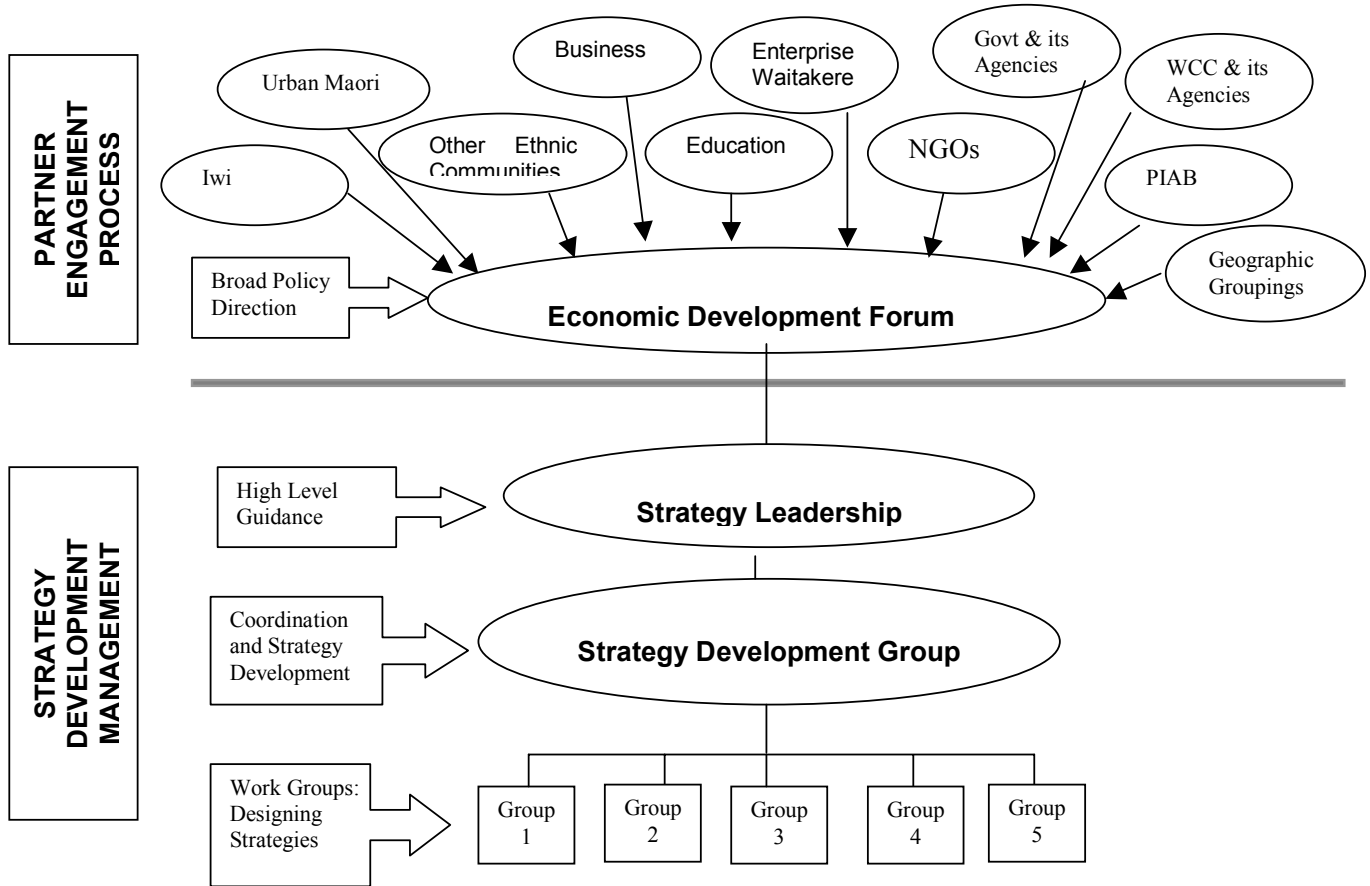 PARTNER
ENGAGEMENT
PROCESS
Iwi
Urban Maori
Other Ethnic
Communities
Business
Education
Enterprise
Waitakere
NGOs
Govt & its
Agencies
WCC & its
Agencies
PIAB
Geographic
Groupings
Broad Policy
Direction
Economic Development Forum
STRATEGY
DEVELOPMENT
MANAGEMENT
High Level
Guidance
Strategy Leadership
Coordination
and Strategy
Development
Strategy Development Group
Work Groups:
Designing
Strategies
Group
1
Group
2
Group
3
Group
4
Group
5